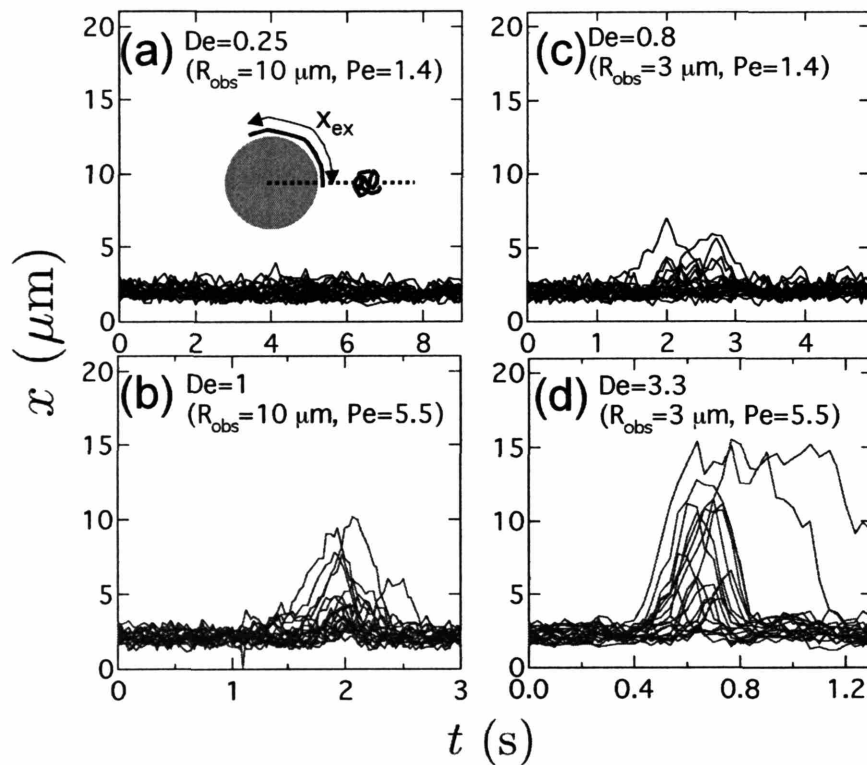 (a) De=0.25
(R_obs=10 μm, Pe=1.4)
x_ex
20
15
10
5
0
0 2 4 6 8
(c) De=0.8
(R_obs=3 μm, Pe=1.4)
20
15
10
5
0
0 1 2 3 4
(b) De=1
(R_obs=10 μm, Pe=5.5)
20
15
10
5
0
0 1 2 3
(d) De=3.3
(R_obs=3 μm, Pe=5.5)
20
15
10
5
0
0.0 0.4 0.8 1.2
x (μm)
t (s)